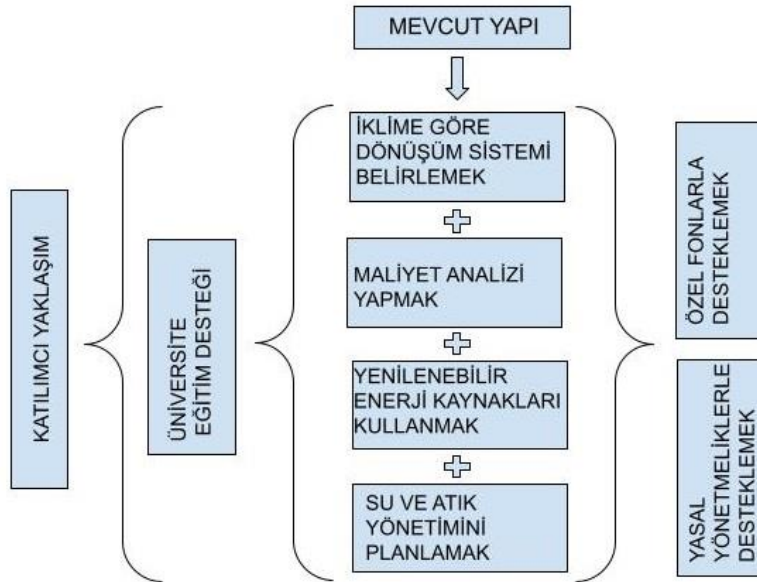 MEVCUT YAPI
İKLİME GÖRE
DÖNÜŞÜM SİSTEMİ
BELİRLEMEK
MALİYET ANALİZİ
YAPMAK
YENİLENEBİLİR
ENERJİ KAYNAKLARI
KULLANMAK
SU VE ATIK
YÖNETİMİNİ
PLANLAMAK
KATILIMCI YAKLAŞIM
ÜNİVERSİTE
EĞİTİM DESTEĞİ
ÖZEL FONLARLA
DESTEKLEMEK
YASAL
YÖNETMELİKLERLE
DESTEKLEMEK